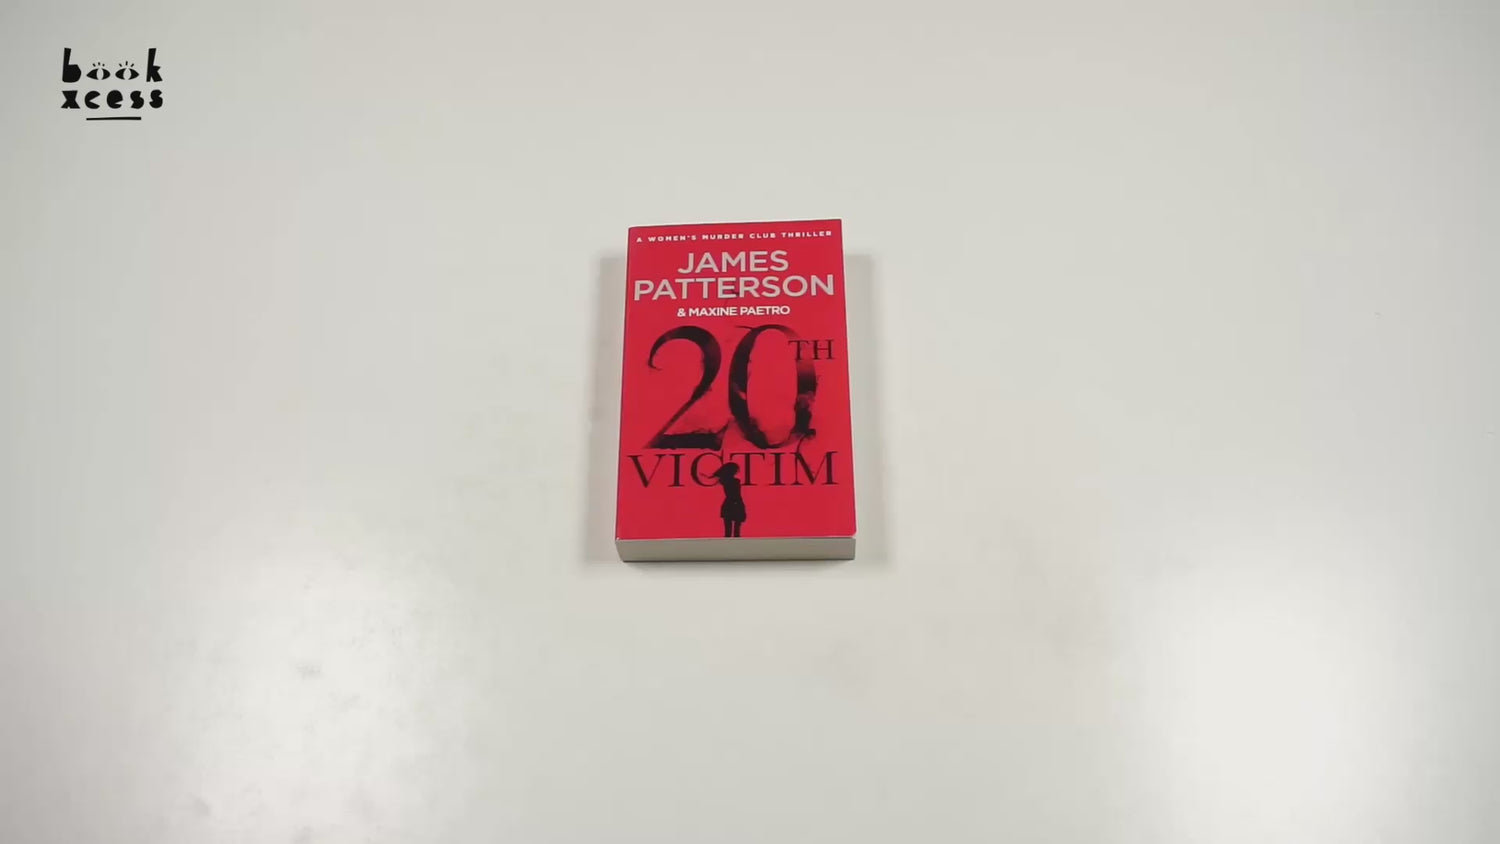 book
xcess
A WOMEN'S MURDER CLUB THRILLER
JAMES
PATTERSON
& MAXINE PAETRO
20TH
VICTIM